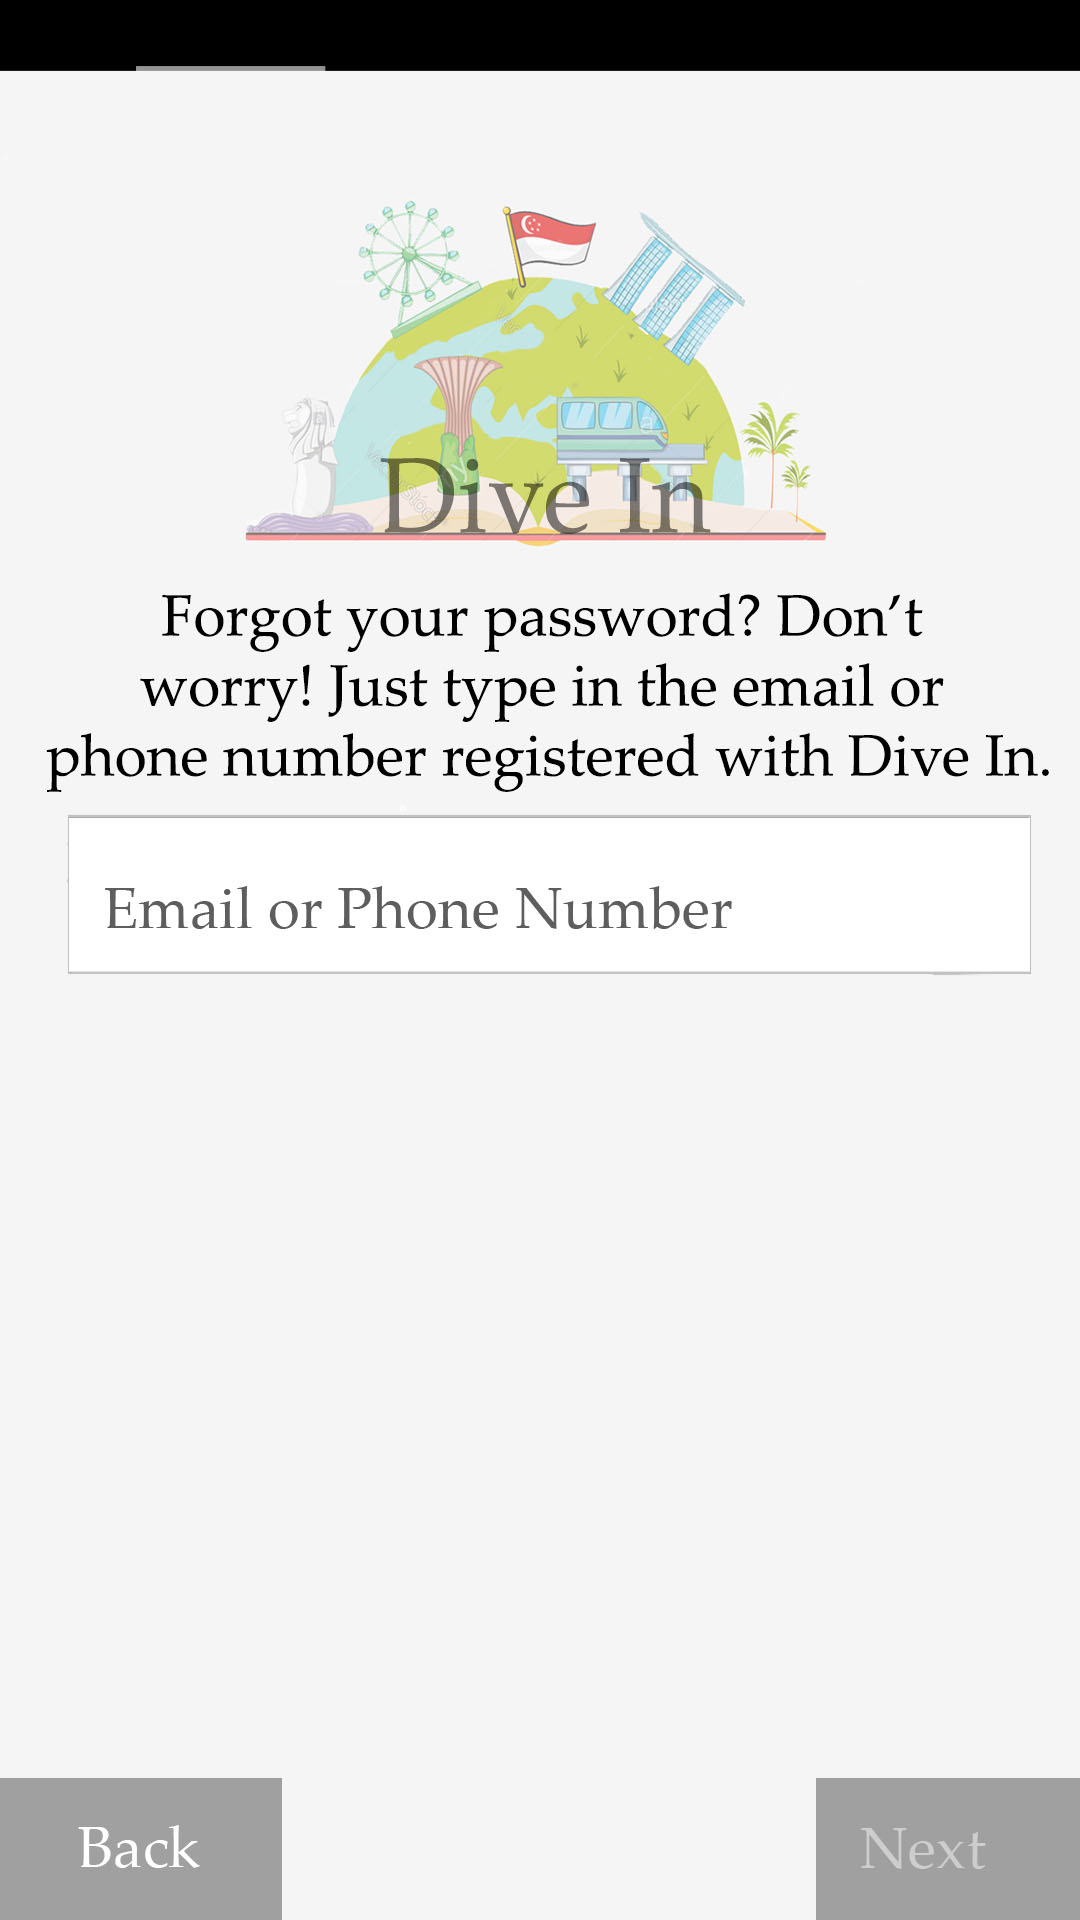 Dive In
Forgot your password? Don’t
worry! Just type in the email or
phone number registered with Dive In.
Email or Phone Number
Back
Next